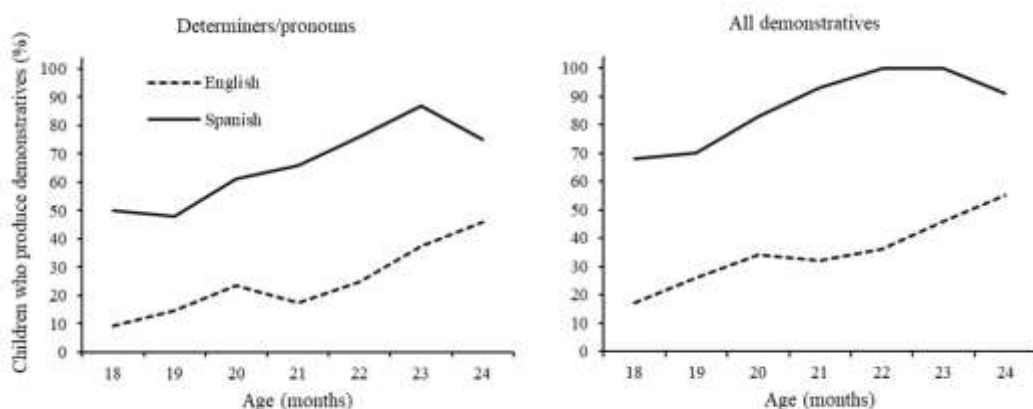 Determiners/pronouns
Children who produce demonstratives (%)
100
90
80
70
60
50
40
30
20
10
0
English
Spanish
18 19 20 21 22 23 24
Age (months)
All demonstratives
100
90
80
70
60
50
40
30
20
10
0
18 19 20 21 22 23 24
Age (months)